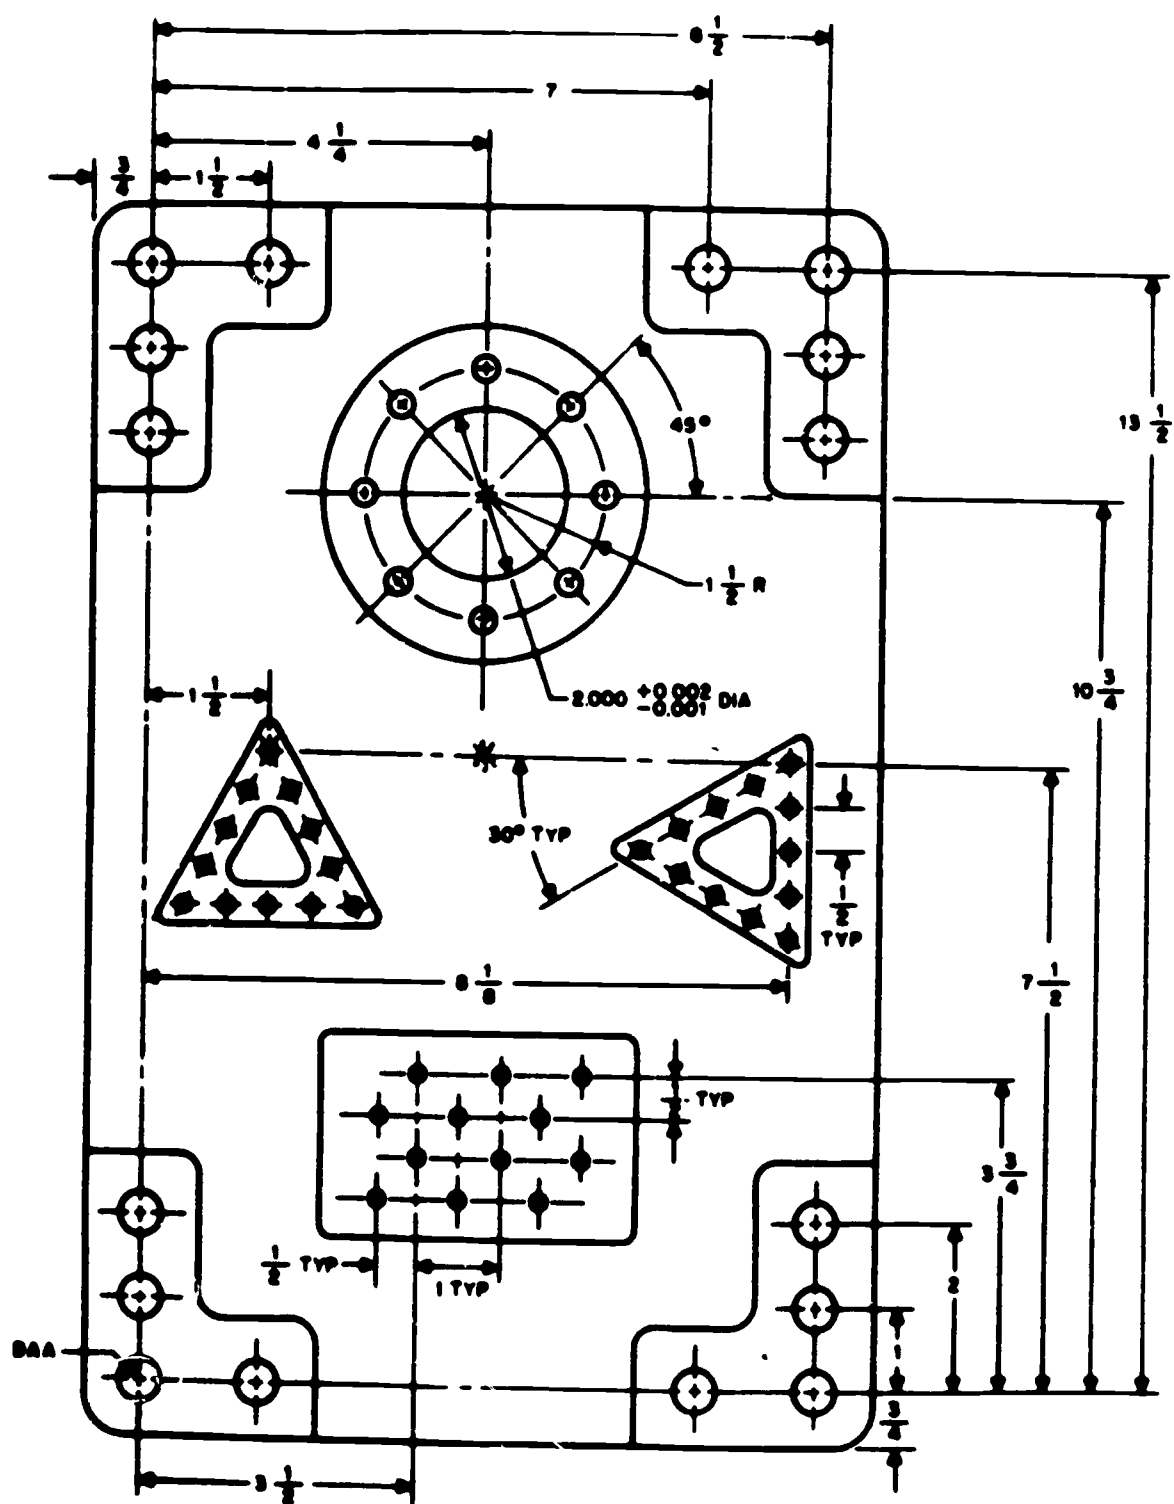 8 1/2
7
4 1/4
3/4
1 1/2
45°
13 1/2
1 1/2 R
10 3/4
1 1/2
2.000 +0.002 -0.001 DIA
30° TYP
1/2 TYP
8 1/8
7 1/2
TYP
3 3/4
1/2 TYP
1 TYP
2
1
DAA
3/4
3 1/2